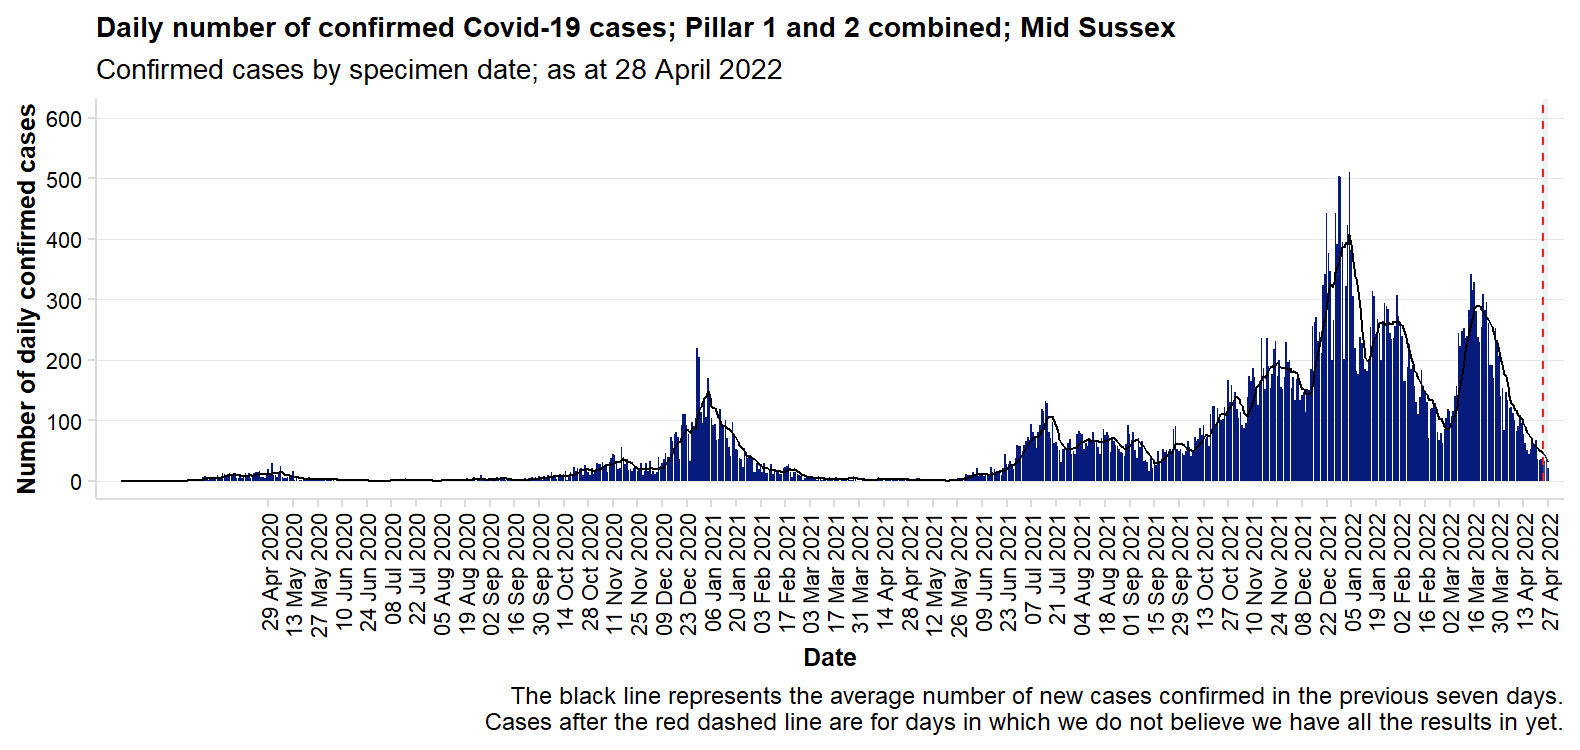 Daily number of confirmed Covid-19 cases; Pillar 1 and 2 combined; Mid Sussex
Confirmed cases by specimen date; as at 28 April 2022
Number of daily confirmed cases
600
500
400
300
200
100
0
29 Apr 2020
13 May 2020
27 May 2020
10 Jun 2020
24 Jun 2020
08 Jul 2020
22 Jul 2020
05 Aug 2020
19 Aug 2020
02 Sep 2020
16 Sep 2020
30 Sep 2020
14 Oct 2020
28 Oct 2020
11 Nov 2020
25 Nov 2020
09 Dec 2020
23 Dec 2020
06 Jan 2021
20 Jan 2021
03 Feb 2021
17 Feb 2021
03 Mar 2021
17 Mar 2021
31 Mar 2021
14 Apr 2021
28 Apr 2021
12 May 2021
26 May 2021
09 Jun 2021
23 Jun 2021
07 Jul 2021
21 Jul 2021
04 Aug 2021
18 Aug 2021
01 Sep 2021
15 Sep 2021
29 Sep 2021
13 Oct 2021
27 Oct 2021
10 Nov 2021
24 Nov 2021
08 Dec 2021
22 Dec 2021
05 Jan 2022
19 Jan 2022
02 Feb 2022
16 Feb 2022
02 Mar 2022
16 Mar 2022
30 Mar 2022
13 Apr 2022
27 Apr 2022
Date
The black line represents the average number of new cases confirmed in the previous seven days.
Cases after the red dashed line are for days in which we do not believe we have all the results in yet.